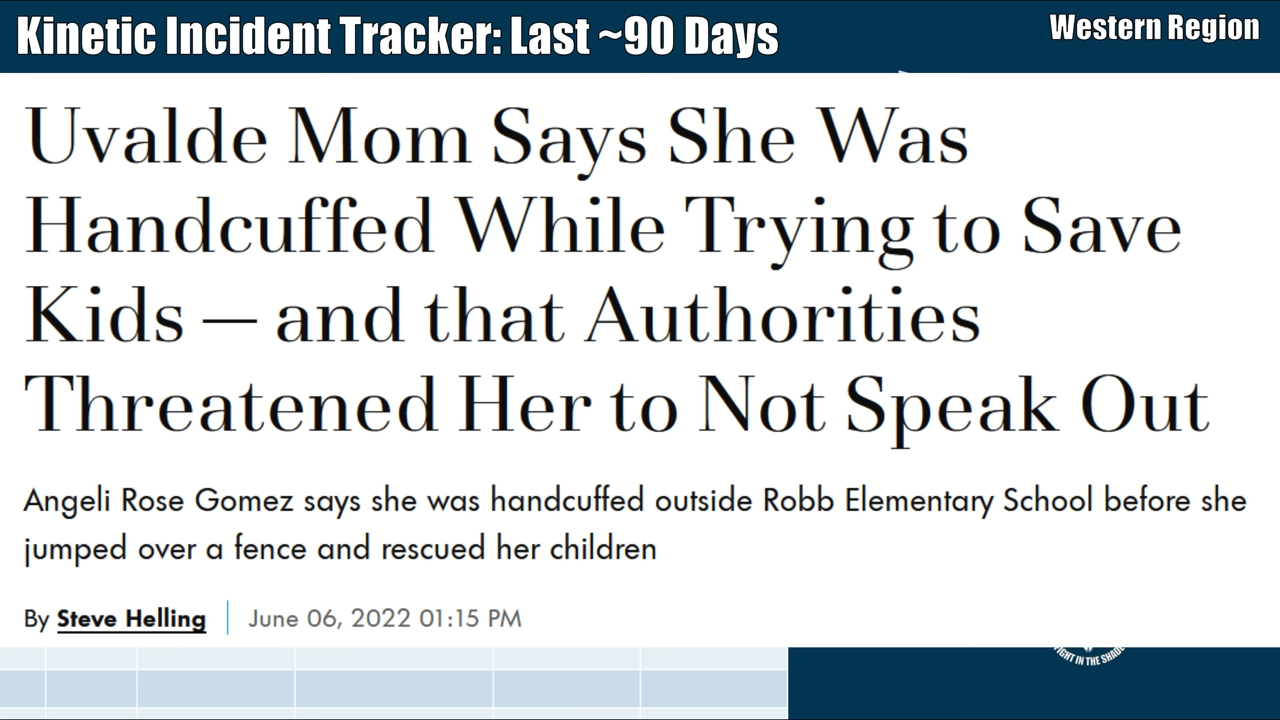 Kinetic Incident Tracker: Last ~90 Days
Western Region
Uvalde Mom Says She Was
Handcuffed While Trying to Save
Kids — and that Authorities
Threatened Her to Not Speak Out
Angeli Rose Gomez says she was handcuffed outside Robb Elementary School before she
jumped over a fence and rescued her children
By Steve Helling
June 06, 2022 01:15 PM
IN THE